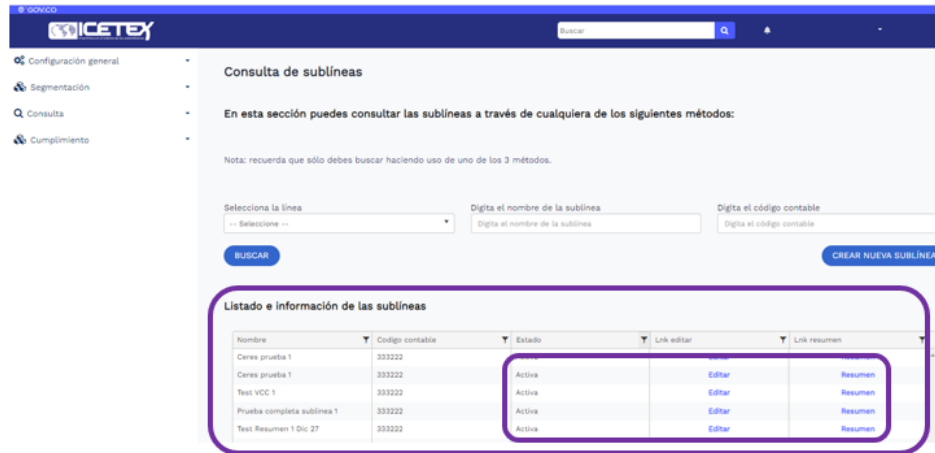 GOV.CO
ICETEX
Buscar
Configuración general
Segmentación
Consulta
Cumplimiento
Consulta de sublíneas
En esta sección puedes consultar las sublíneas a través de cualquiera de los siguientes métodos:
Nota: recuerda que sólo debes buscar haciendo uso de uno de los 3 métodos.
Selecciona la línea Digita el nombre de la sublínea Digita el código contable
-- Seleccione -- Digita el nombre de la sublínea Digita el código contable
BUSCAR CREAR NUEVA SUBLÍNEA
Listado e información de las sublíneas
Nombre Codigo contable Estado Lnk editar Lnk resumen
Ceres prueba 1 333222 Activa Editar Resumen
Ceres prueba 1 333222 Activa Editar Resumen
Test VCC 1 333222 Activa Editar Resumen
Prueba completa sublinea 1 333222 Activa Editar Resumen
Test Resumen 1 Dic 27 333222 Activa Editar Resumen